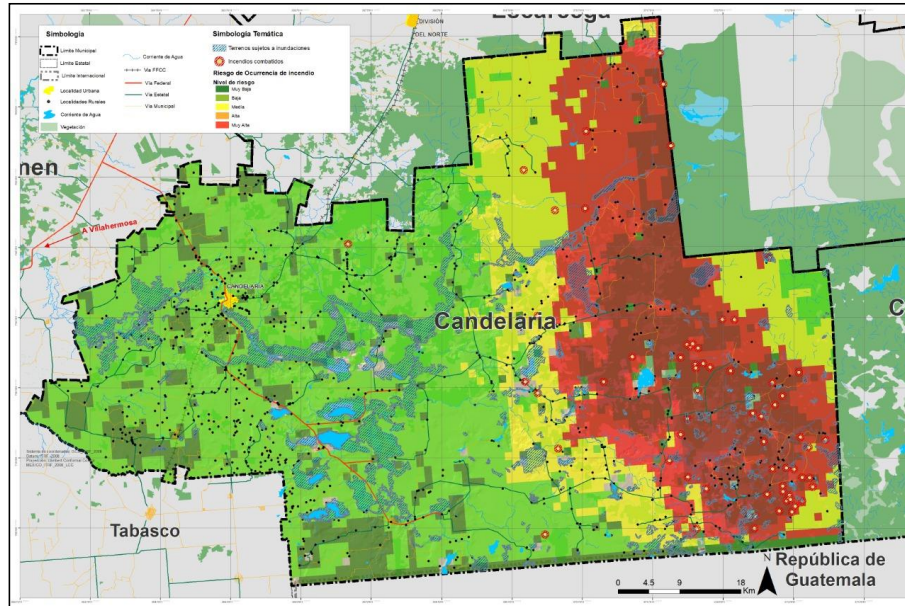 Escárcega
DIVISIÓN
DEL NORTE
Simbología
Límite Municipal
Límite Estatal
Límite Internacional
Localidad Urbana
Localidades Rurales
Corriente de Agua
Vegetación
Corriente de Agua
Vía FFCC
Vía Federal
Vía Estatal
Vía Municipal
Simbología Temática
Terrenos sujetos a inundaciones
Incendios combatidos
Riesgo de Ocurrencia de incendio
Nivel de riesgo
Muy Baja
Baja
Media
Alta
Muy Alta
men
A Villahermosa
CANDELARIA
Candelaria
C
Tabasco
N
República de
Guatemala
0 4.5 9 18
Km